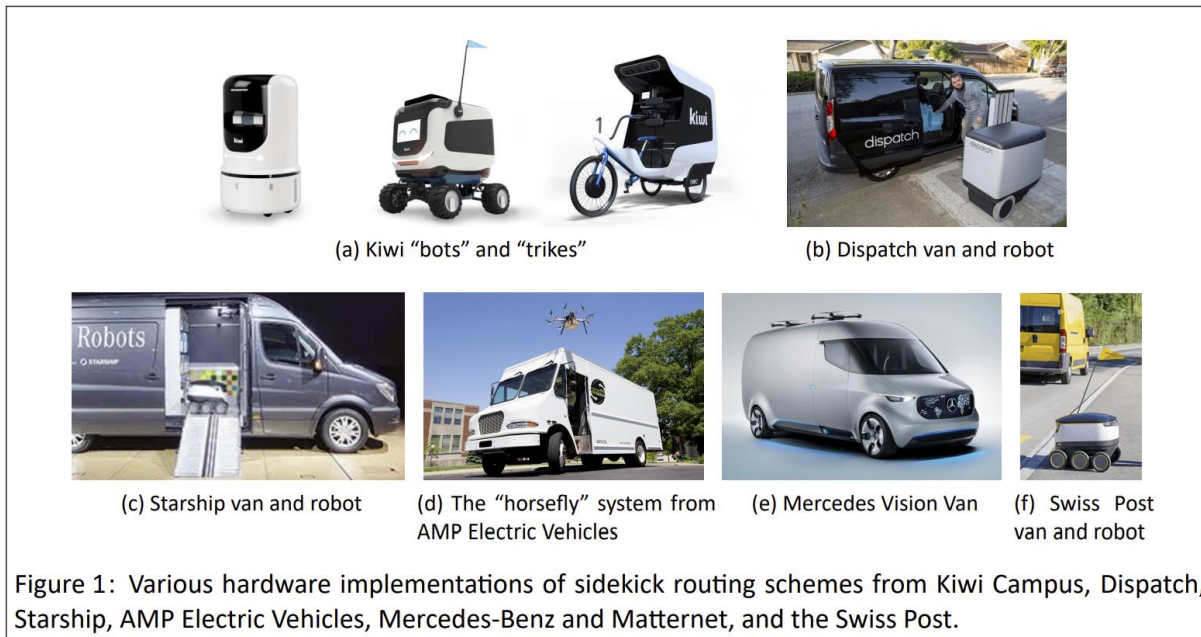 kiwi
kiwi
dispatch
dispatch
(a) Kiwi “bots” and “trikes”
(b) Dispatch van and robot
Robots
STARSHIP
(c) Starship van and robot
(d) The “horsefly” system from
AMP Electric Vehicles
(e) Mercedes Vision Van
(f) Swiss Post
van and robot
Figure 1: Various hardware implementations of sidekick routing schemes from Kiwi Campus, Dispatch,
Starship, AMP Electric Vehicles, Mercedes-Benz and Matternet, and the Swiss Post.